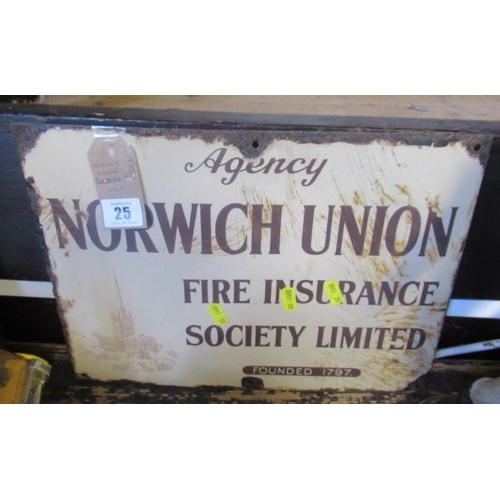 Agency
25
NORWICH UNION
FIRE INSURANCE
SOCIETY LIMITED
FOUNDED 1797.